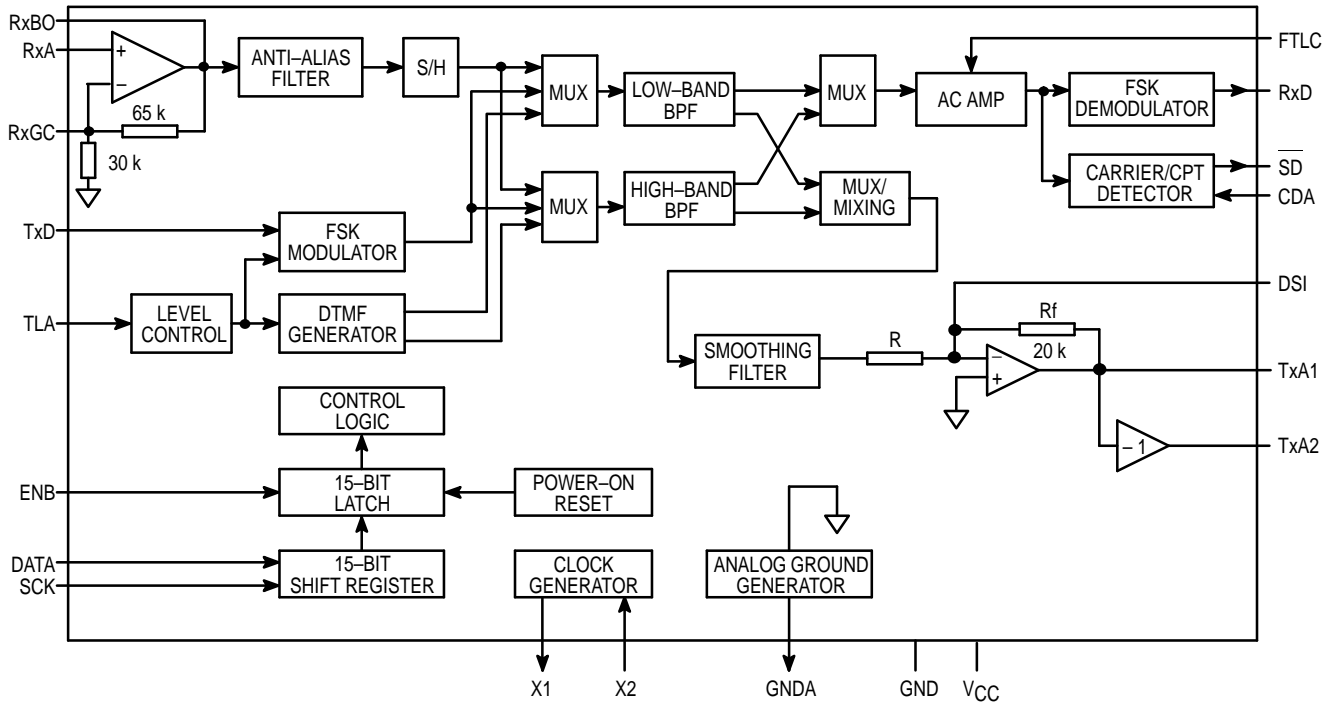 RxBO
RxA
RxGC
+
–
65 k
30 k
ANTI–ALIAS
FILTER
S/H
MUX
LOW–BAND
BPF
MUX
AC AMP
FSK
DEMODULATOR
FTLC
RxD
CARRIER/CPT
DETECTOR
SD
CDA
MUX
HIGH–BAND
BPF
MUX/
MIXING
TxD
FSK
MODULATOR
TLA
LEVEL
CONTROL
DTMF
GENERATOR
DSI
SMOOTHING
FILTER
R
Rf
20 k
–
+
TxA1
– 1
TxA2
CONTROL
LOGIC
ENB
15–BIT
LATCH
POWER–ON
RESET
DATA
SCK
15–BIT
SHIFT REGISTER
CLOCK
GENERATOR
ANALOG GROUND
GENERATOR
X1
X2
GNDA
GND
VCC